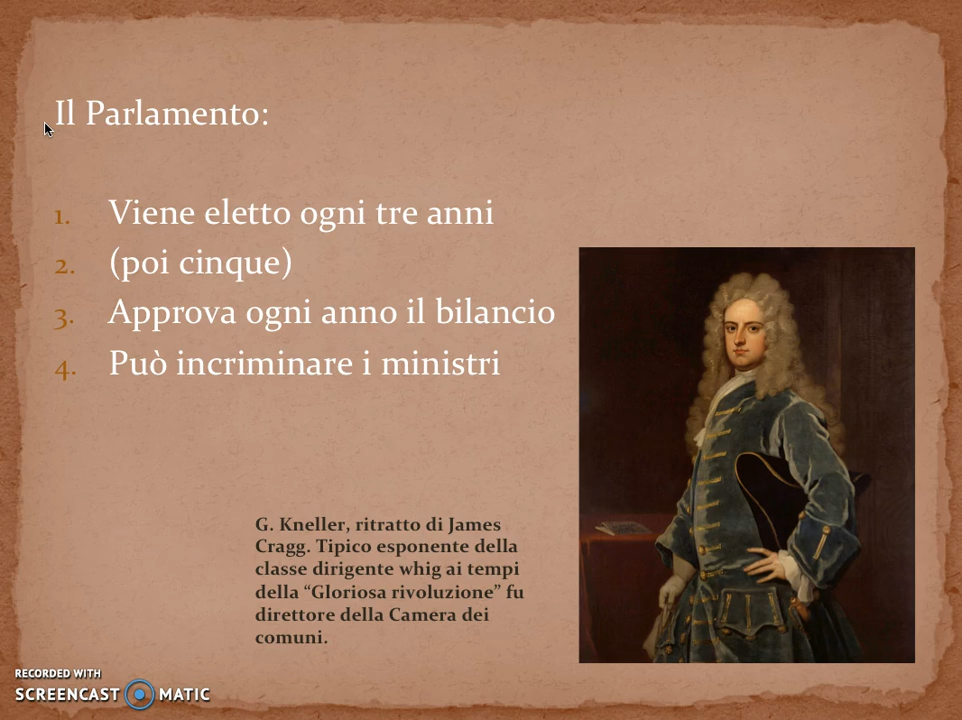 Il Parlamento:
1. Viene eletto ogni tre anni
2. (poi cinque)
3. Approva ogni anno il bilancio
4. Può incriminare i ministri
G. Kneller, ritratto di James
Cragg. Tipico esponente della
classe dirigente whig ai tempi
della “Gloriosa rivoluzione” fu
direttore della Camera dei
comuni.
RECORDED WITH
SCREENCAST MATIC